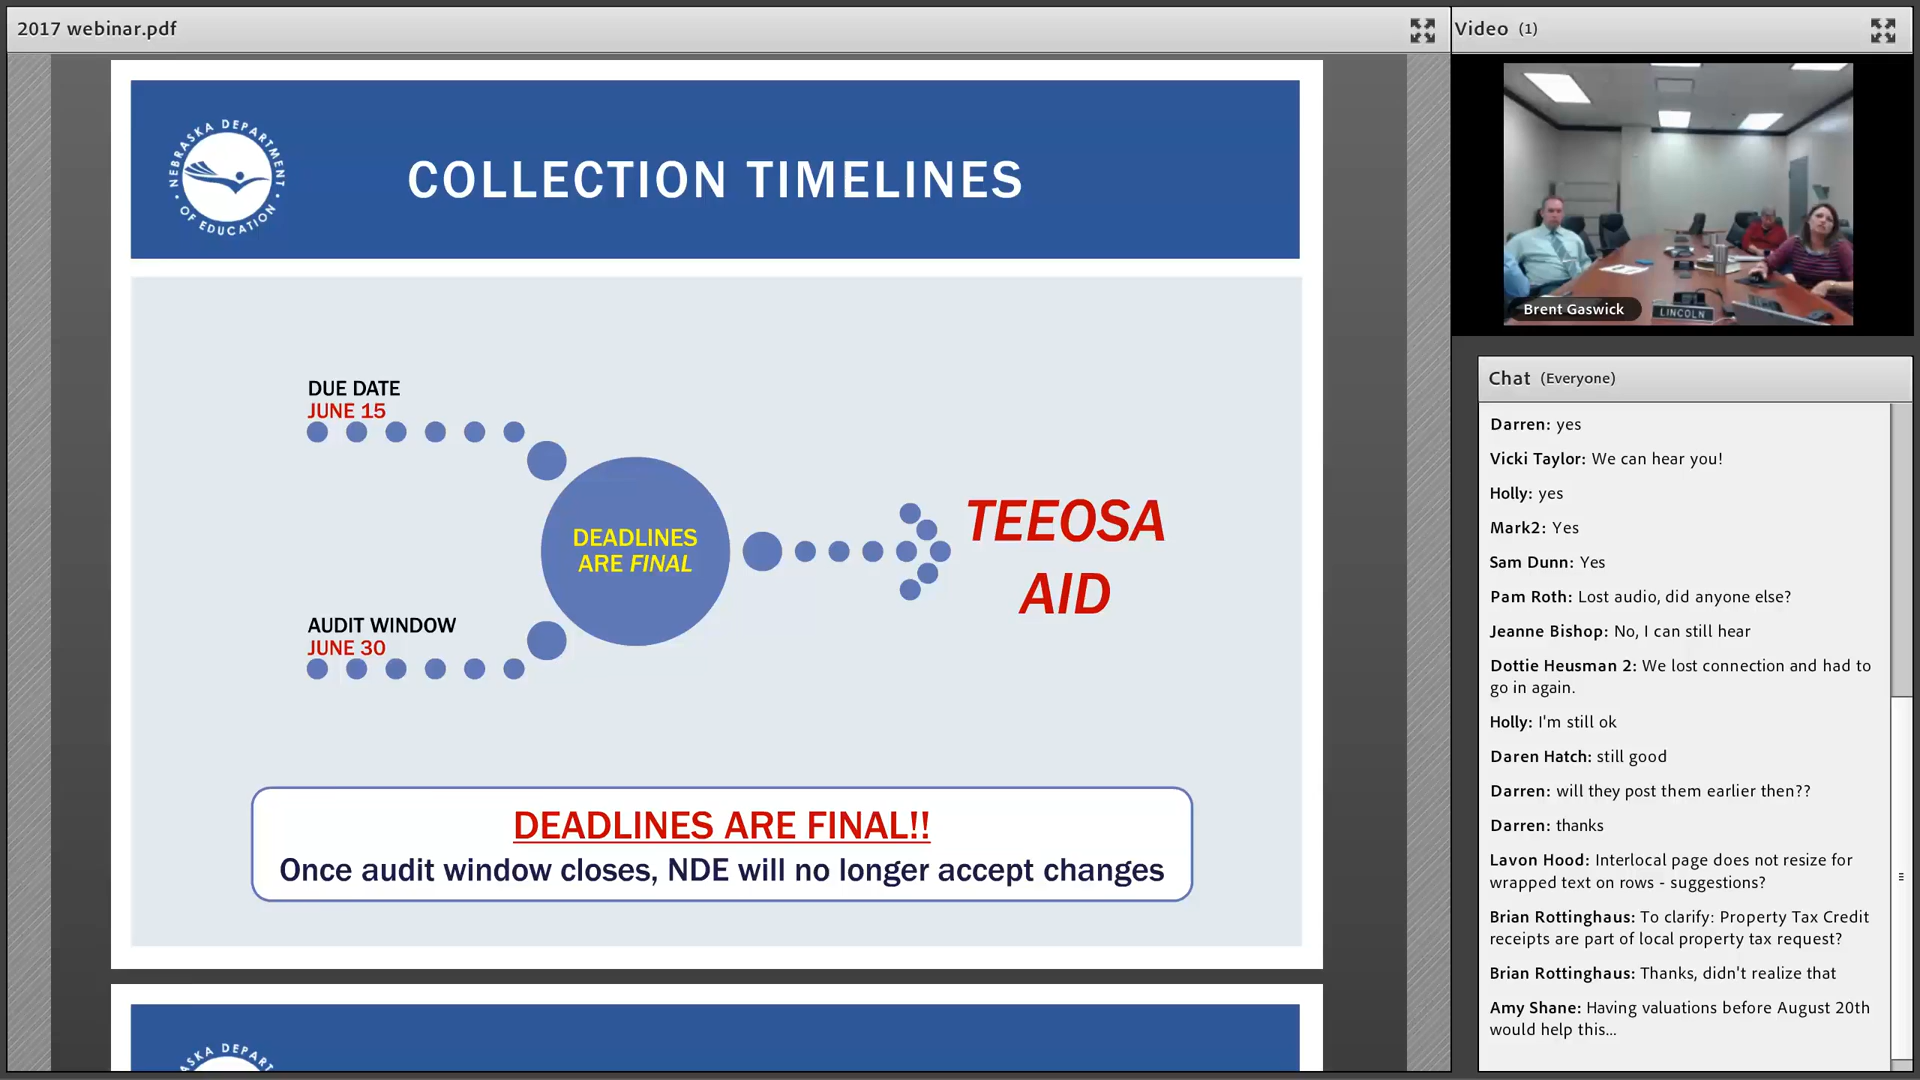 2017 webinar.pdf
NEBRASKA DEPARTMENT
OF EDUCATION
COLLECTION TIMELINES
DUE DATE
JUNE 15
DEADLINES
ARE FINAL
TEEOSA
AID
AUDIT WINDOW
JUNE 30
DEADLINES ARE FINAL!!
Once audit window closes, NDE will no longer accept changes
SKA DEPAR
Video (1)
Brent Gaswick
LINCOLN
Chat (Everyone)
Darren: yes
Vicki Taylor: We can hear you!
Holly: yes
Mark2: Yes
Sam Dunn: Yes
Pam Roth: Lost audio, did anyone else?
Jeanne Bishop: No, I can still hear
Dottie Heusman 2: We lost connection and had to
go in again.
Holly: I'm still ok
Daren Hatch: still good
Darren: will they post them earlier then??
Darren: thanks
Lavon Hood: Interlocal page does not resize for
wrapped text on rows - suggestions?
Brian Rottinghaus: To clarify: Property Tax Credit
receipts are part of local property tax request?
Brian Rottinghaus: Thanks, didn't realize that
Amy Shane: Having valuations before August 20th
would help this...